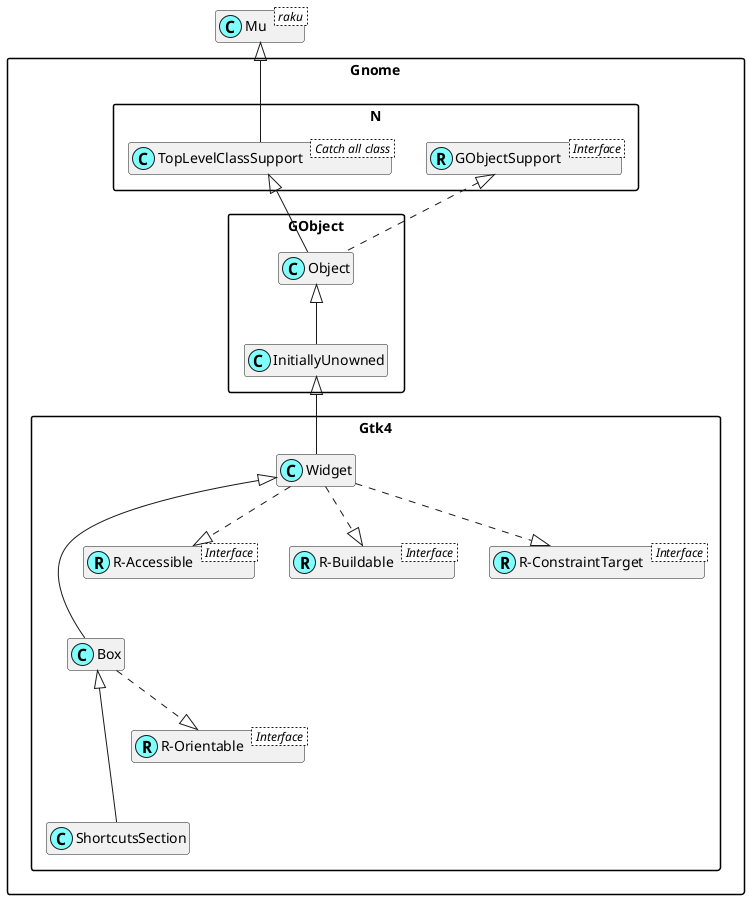 C Mu raku
Gnome
N
C TopLevelClassSupport Catch all class
R GObjectSupport Interface
GObject
C Object
C InitiallyUnowned
Gtk4
C Widget
R R-Accessible Interface
R R-Buildable Interface
R R-ConstraintTarget Interface
C Box
R R-Orientable Interface
C ShortcutsSection